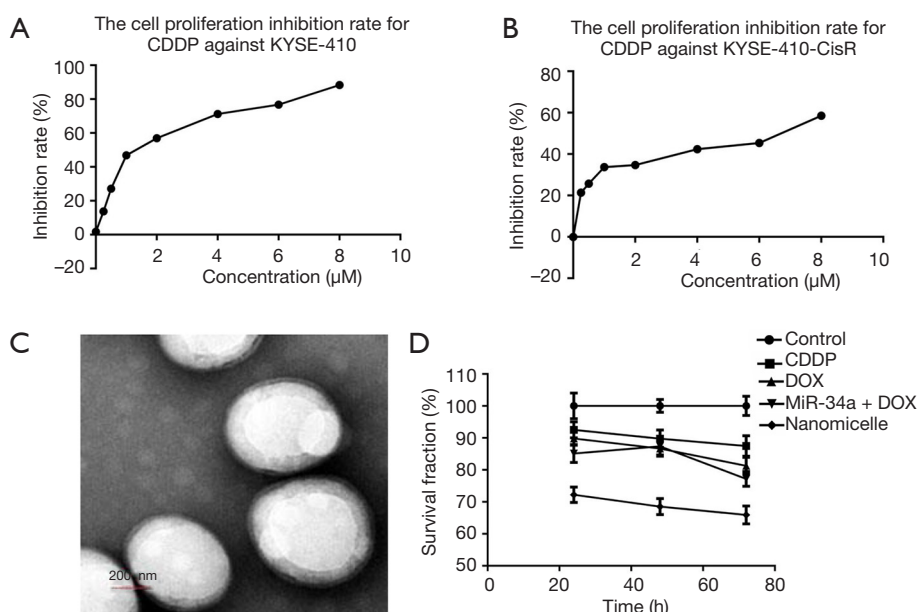 A
The cell proliferation inhibition rate for
CDDP against KYSE-410
100
80
60
40
20
0
–20
2
4
6
8
10
Inhibition rate (%)
Concentration (μM)
B
The cell proliferation inhibition rate for
CDDP against KYSE-410-CisR
80
60
40
20
0
–20
2
4
6
8
10
Inhibition rate (%)
Concentration (μM)
C
200 nm
D
Control
CDDP
DOX
MiR-34a + DOX
Nanomicelle
110
100
90
80
70
60
50
0
20
40
60
80
Survival fraction (%)
Time (h)